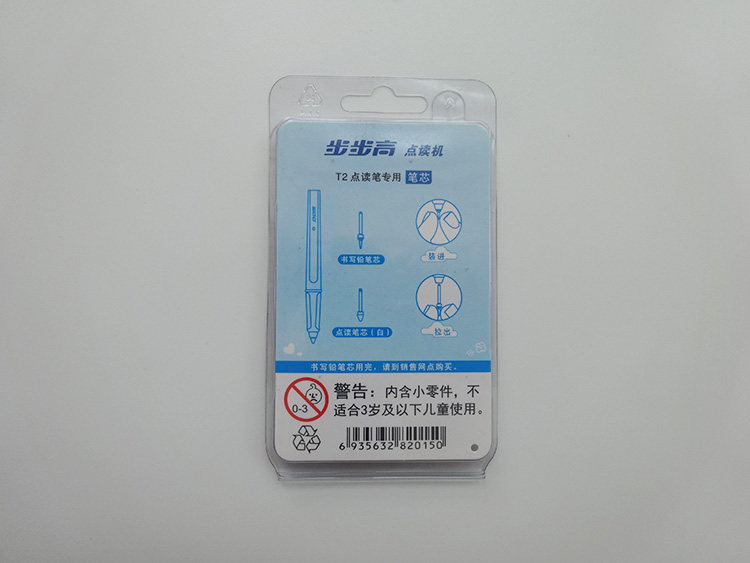 步步高 点读机
T2 点读笔专用 笔芯
书写铅笔芯
装进
点读笔芯（白）
拉出
书写铅笔芯用完，请到销售网点购买。
0-3
警告：内含小零件，不
适合3岁及以下儿童使用。
6 935632 820150